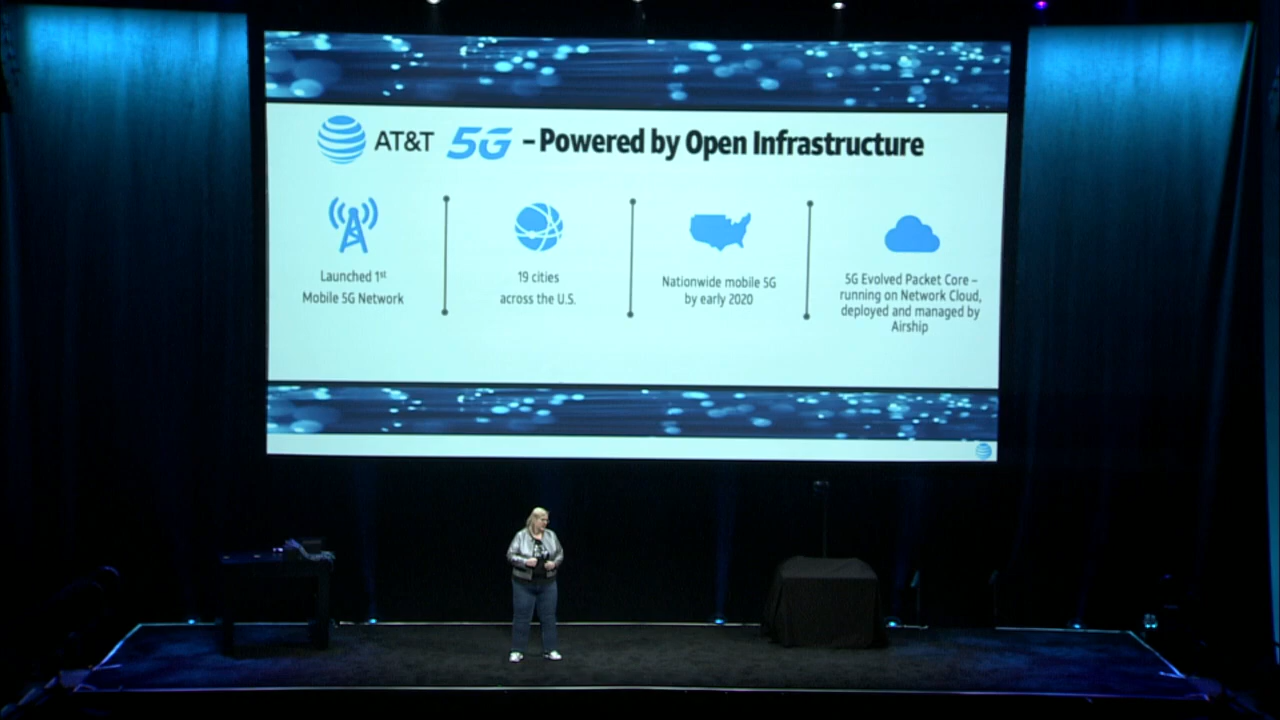 AT&T 5G – Powered by Open Infrastructure
Launched 1st
Mobile 5G Network
19 cities
across the U.S.
Nationwide mobile 5G
by early 2020
5G Evolved Packet Core –
running on Network Cloud,
deployed and managed by
Airship